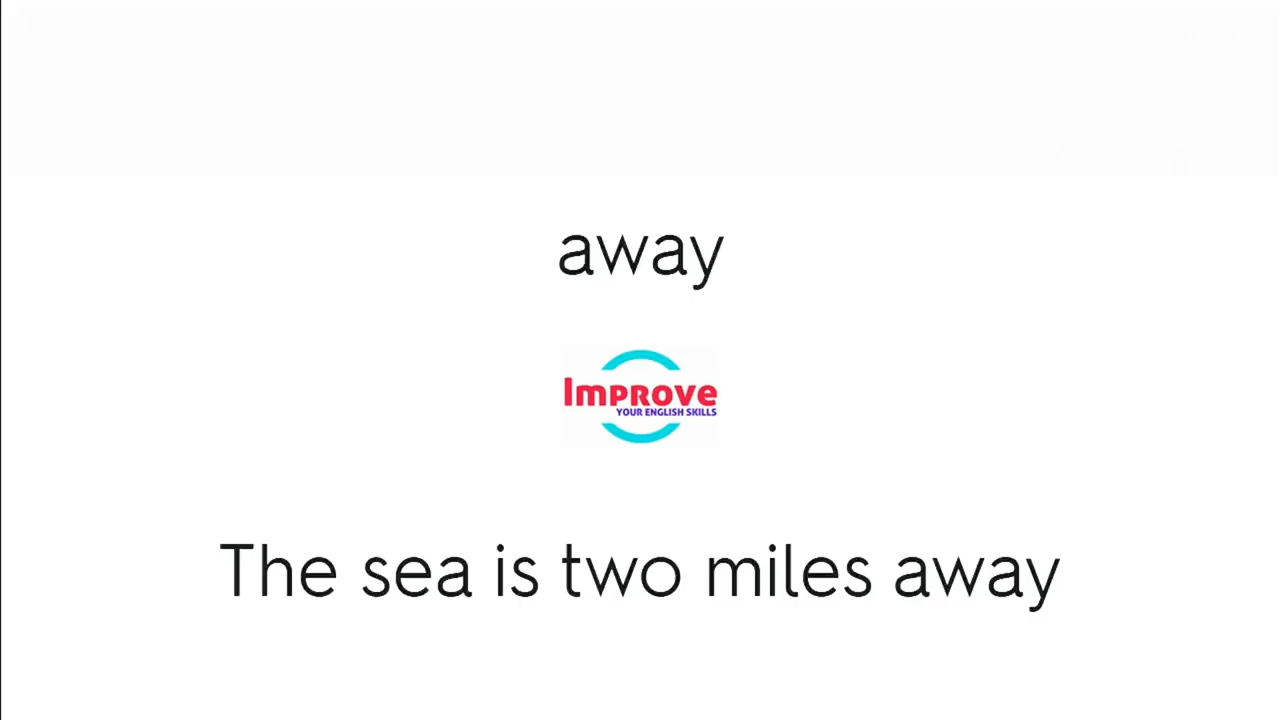 away
Improve
YOUR ENGLISH SKILLS
The sea is two miles away